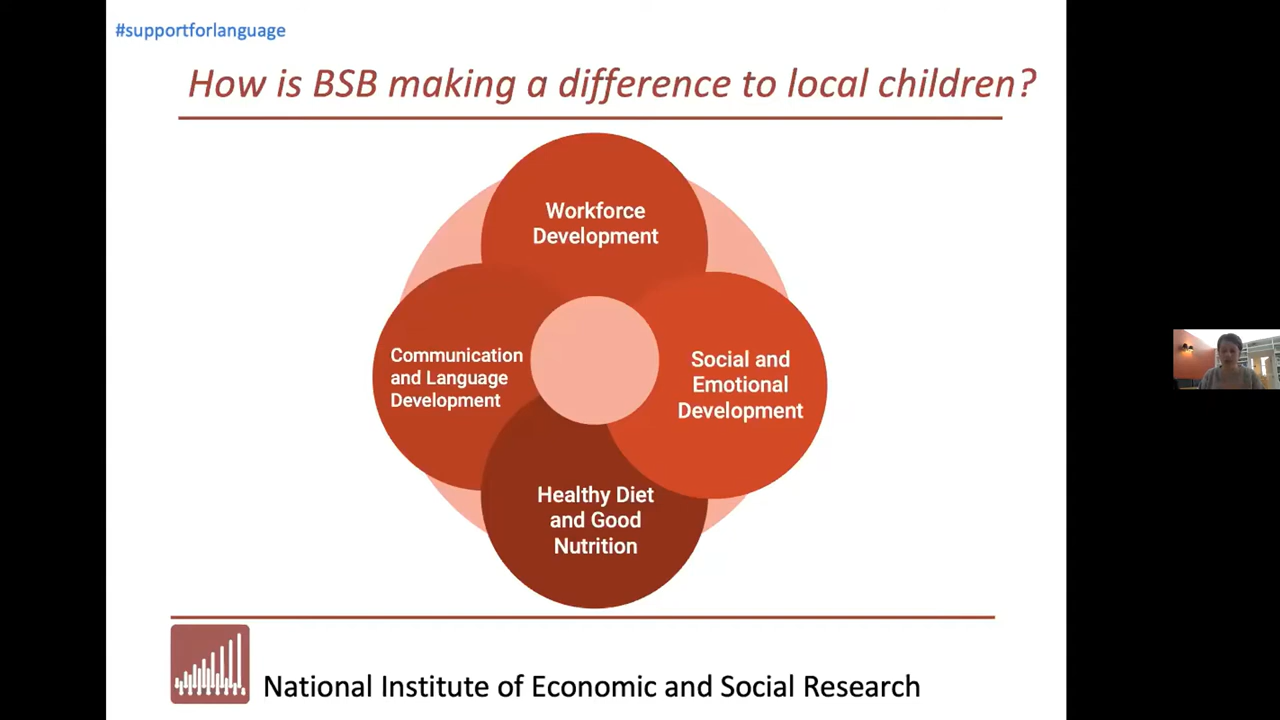 #supportforlanguage
How is BSB making a difference to local children?
Workforce
Development
Communication
and Language
Development
Social and
Emotional
Development
Healthy Diet
and Good
Nutrition
National Institute of Economic and Social Research